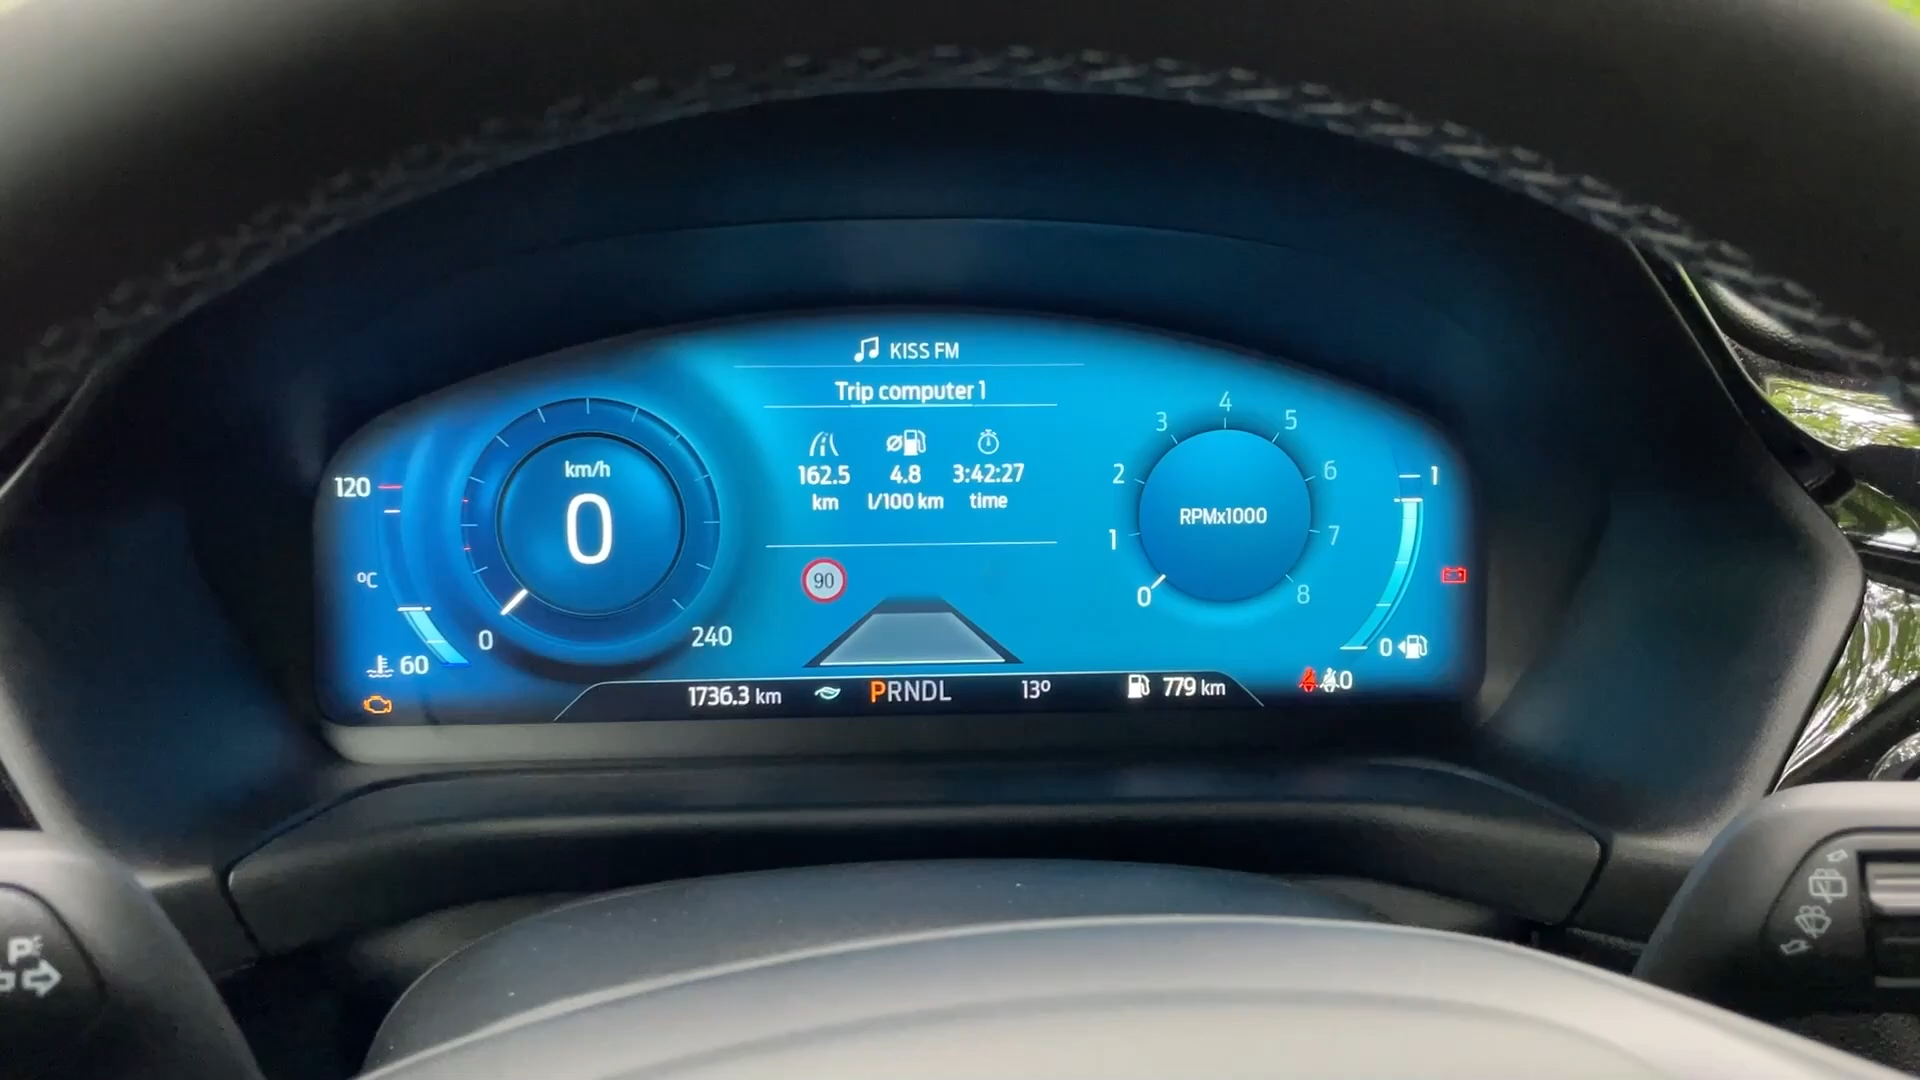 KISS FM
Trip computer 1
162.5 4.8 3:42:27
km l/100 km time
120
°C
60
km/h
0
0
240
90
RPMx1000
0 1 2 3 4 5 6 7 8
1
0
1736.3 km PRNDL 13° 779 km
0
P